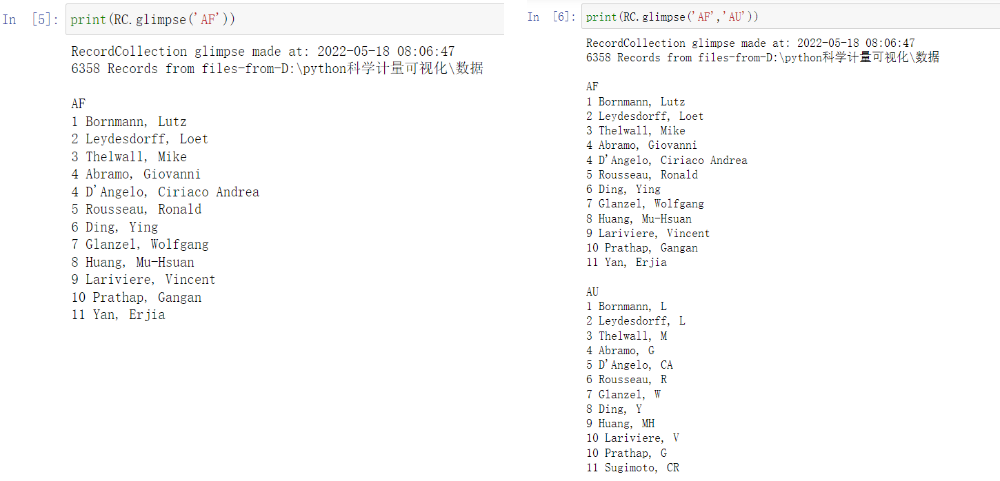 In [5]: print(RC.glimpse('AF'))
RecordCollection glimpse made at: 2022-05-18 08:06:47
6358 Records from files-from-D:\python科学计量可视化\数据
AF
1 Bornmann, Lutz
2 Leydesdorff, Loet
3 Thelwall, Mike
4 Abramo, Giovanni
4 D'Angelo, Ciriaco Andrea
5 Rousseau, Ronald
6 Ding, Ying
7 Glanzel, Wolfgang
8 Huang, Mu-Hsuan
9 Lariviere, Vincent
10 Prathap, Gangan
11 Yan, Erjia
In [6]: print(RC.glimpse('AF','AU'))
RecordCollection glimpse made at: 2022-05-18 08:06:47
6358 Records from files-from-D:\python科学计量可视化\数据
AF
1 Bornmann, Lutz
2 Leydesdorff, Loet
3 Thelwall, Mike
4 Abramo, Giovanni
4 D'Angelo, Ciriaco Andrea
5 Rousseau, Ronald
6 Ding, Ying
7 Glanzel, Wolfgang
8 Huang, Mu-Hsuan
9 Lariviere, Vincent
10 Prathap, Gangan
11 Yan, Erjia
AU
1 Bornmann, L
2 Leydesdorff, L
3 Thelwall, M
4 Abramo, G
5 D'Angelo, CA
6 Rousseau, R
7 Glanzel, W
8 Ding, Y
9 Huang, MH
10 Lariviere, V
10 Prathap, G
11 Sugimoto, CR